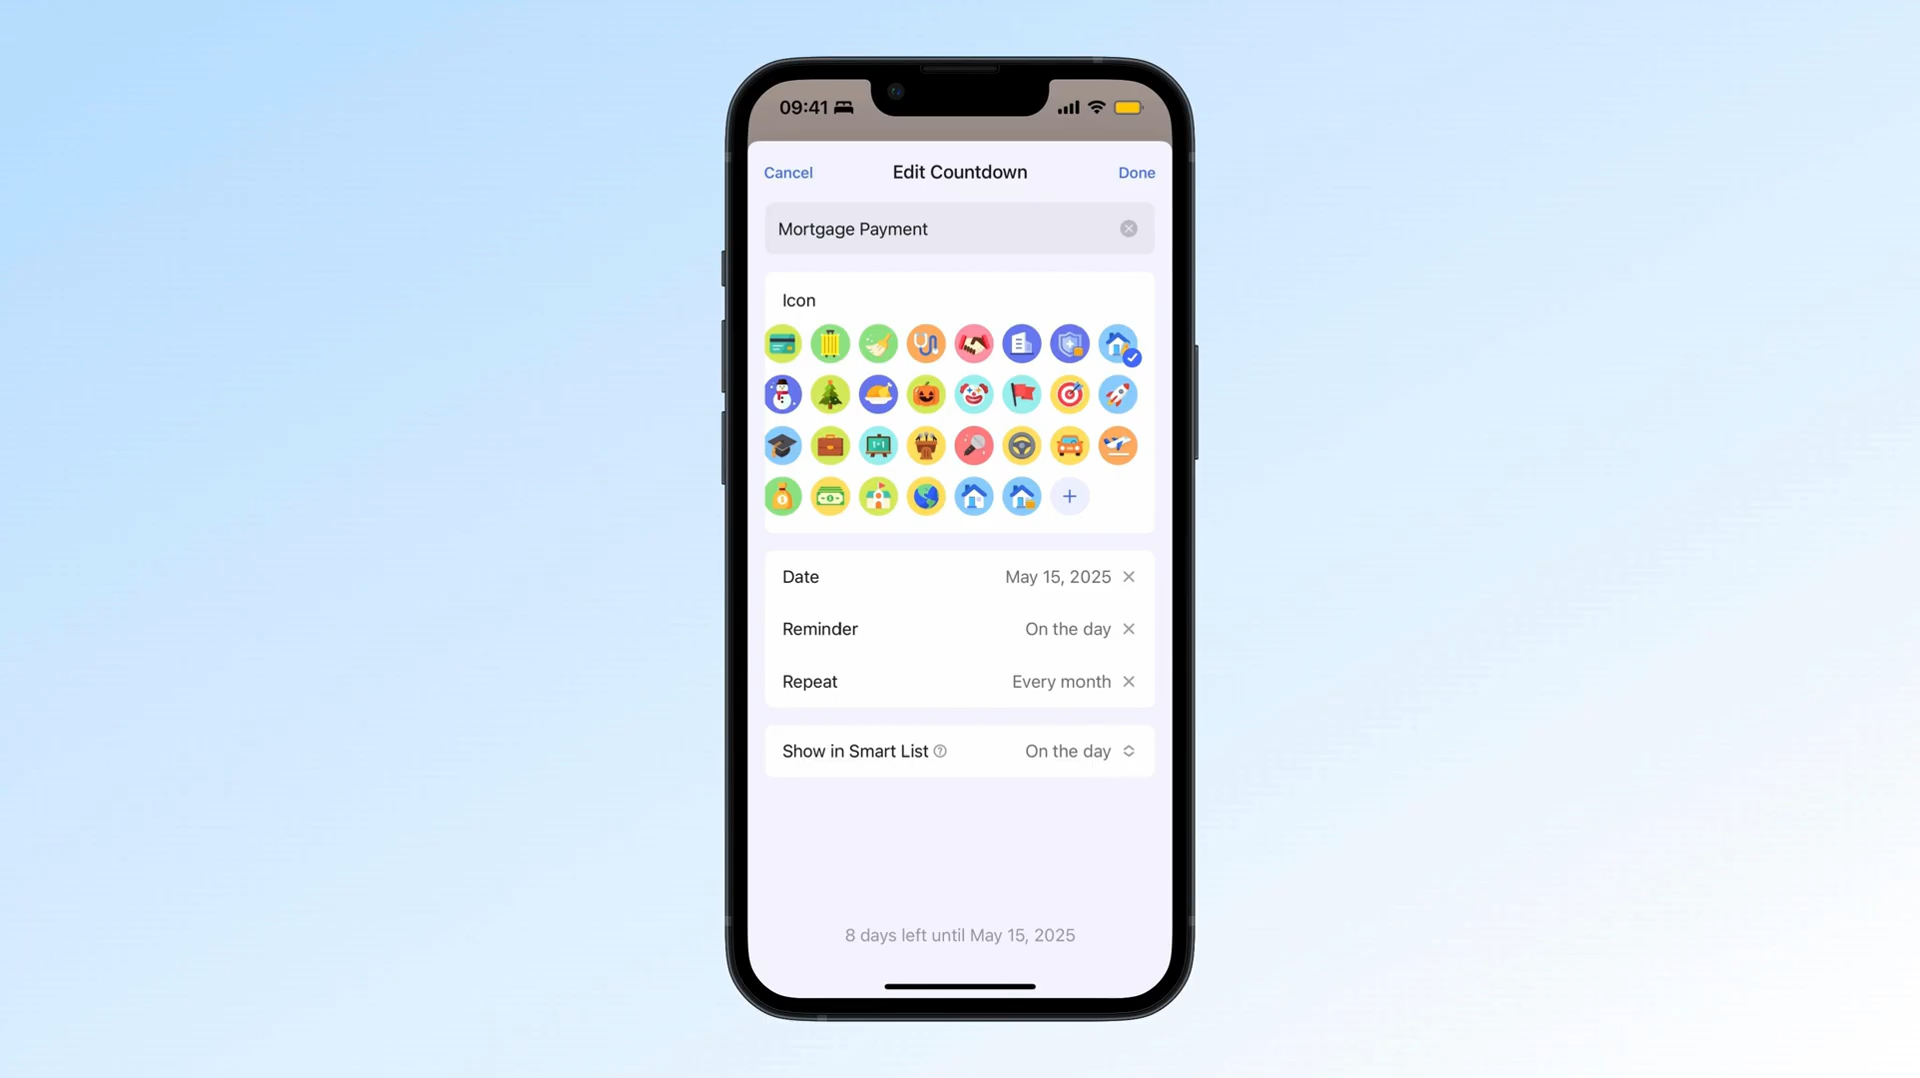 09:41
Cancel
Edit Countdown
Done
Mortgage Payment
Icon
Date
May 15, 2025
Reminder
On the day
Repeat
Every month
Show in Smart List
On the day
8 days left until May 15, 2025